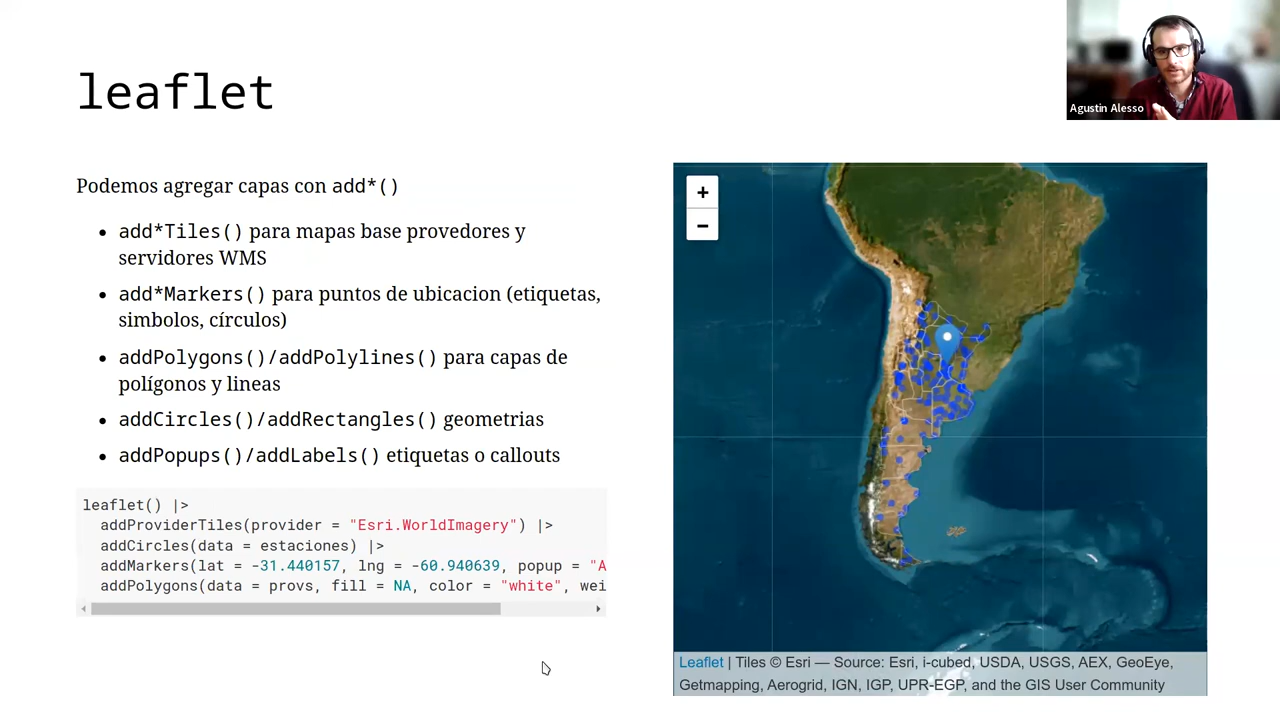 leaflet
Agustin Alesso
Podemos agregar capas con add*()
• add*Tiles() para mapas base provedores y
servidores WMS
• add*Markers() para puntos de ubicacion (etiquetas,
simbolos, círculos)
• addPolygons()/addPolylines() para capas de
polígonos y lineas
• addCircles()/addRectangles() geometrias
• addPopups()/addLabels() etiquetas o callouts
leaflet() |>
addProviderTiles(provider = "Esri.WorldImagery") |>
addCircles(data = estaciones) |>
addMarkers(lat = -31.440157, lng = -60.940639, popup = "A
addPolygons(data = provs, fill = NA, color = "white", wei
+
−
Leaflet | Tiles © Esri — Source: Esri, i-cubed, USDA, USGS, AEX, GeoEye,
Getmapping, Aerogrid, IGN, IGP, UPR-EGP, and the GIS User Community